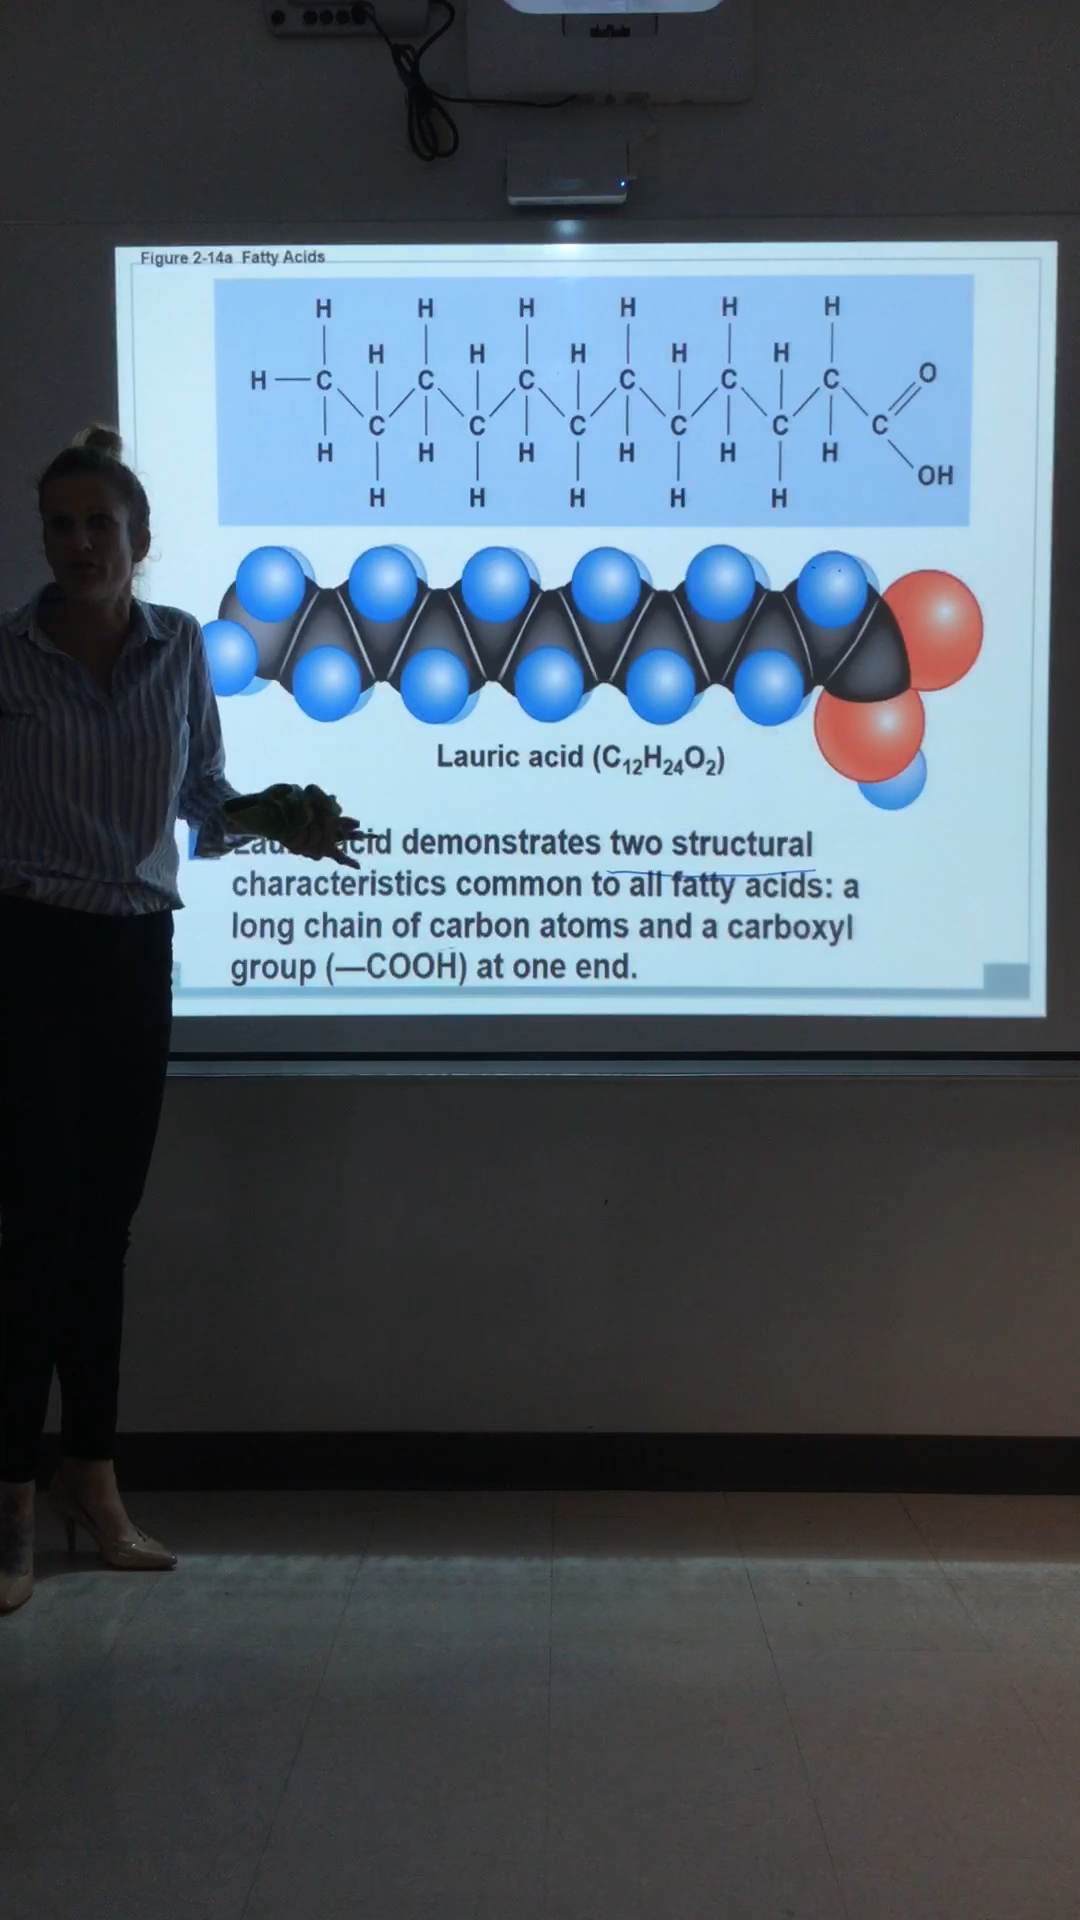 Figure 2-14a Fatty Acids
H H H H H H
H H H H H
H C C C C C C O
C C C C C C
H H H H H H
OH
H H H H H
Lauric acid (C₁₂H₂₄O₂)
acid demonstrates two structural
characteristics common to all fatty acids: a
long chain of carbon atoms and a carboxyl
group (—COOH) at one end.